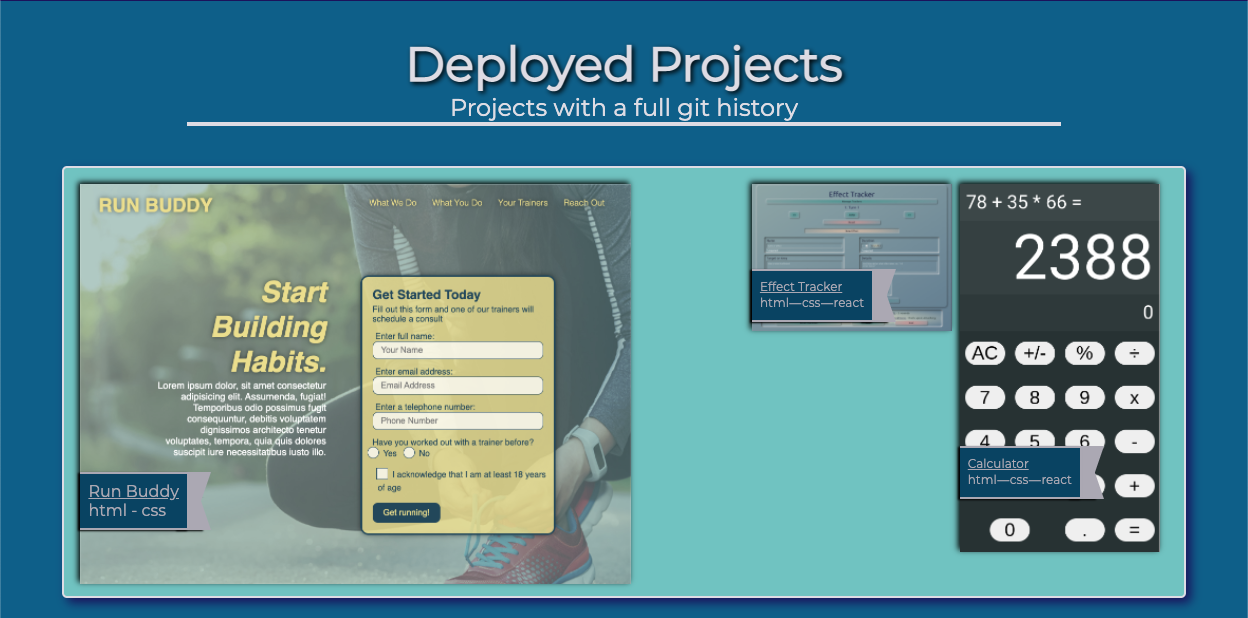 Deployed Projects
Projects with a full git history
RUN BUDDY
What We Do
What You Do
Your Trainers
Reach Out
Start
Building
Habits.
Lorem ipsum dolor, sit amet consectetur
adipisicing elit. Assumenda, fugiat!
Temporibus odio possimus fugit
consequuntur, debitis voluptatem
dignissimos architecto tenetur
voluptates, tempora, quia quis dolores
suscipit iure necessitatibus iusto illo.
Get Started Today
Fill out this form and one of our trainers will
schedule a consult
Enter full name:
Your Name
Enter email address:
Email Address
Enter a telephone number:
Phone Number
Have you worked out with a trainer before?
Yes No
I acknowledge that I am at least 18 years
of age
Get running!
Run Buddy
html - css
Effect Tracker
Effect Tracker
html—css—react
78 + 35 * 66 =
2388
0
AC +/- % ÷
7 8 9 x
4 5 6 -
+
0 . =
Calculator
html—css—react